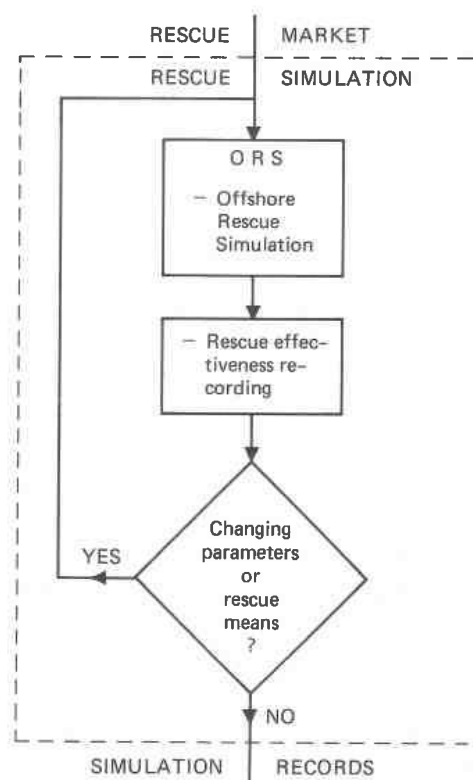 RESCUE MARKET
RESCUE SIMULATION
O R S
– Offshore
Rescue
Simulation
– Rescue effec-
tiveness re-
cording
Changing
parameters
or
rescue
means
?
YES
NO
SIMULATION RECORDS